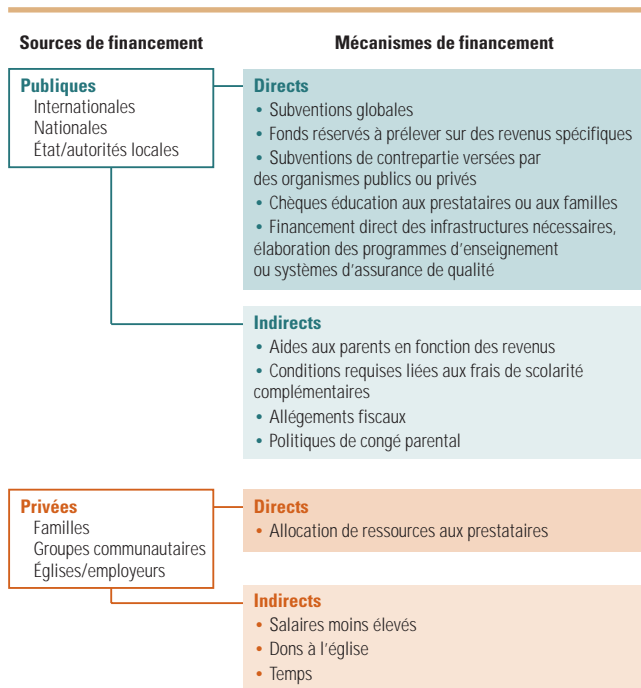 Sources de financement
Mécanismes de financement
Publiques
Internationales
Nationales
État/autorités locales
Directs
• Subventions globales
• Fonds réservés à prélever sur des revenus spécifiques
• Subventions de contrepartie versées par
des organismes publics ou privés
• Chèques éducation aux prestataires ou aux familles
• Financement direct des infrastructures nécessaires,
élaboration des programmes d'enseignement
ou systèmes d'assurance de qualité
Indirects
• Aides aux parents en fonction des revenus
• Conditions requises liées aux frais de scolarité
complémentaires
• Allégements fiscaux
• Politiques de congé parental
Privées
Familles
Groupes communautaires
Églises/employeurs
Directs
• Allocation de ressources aux prestataires
Indirects
• Salaires moins élevés
• Dons à l'église
• Temps